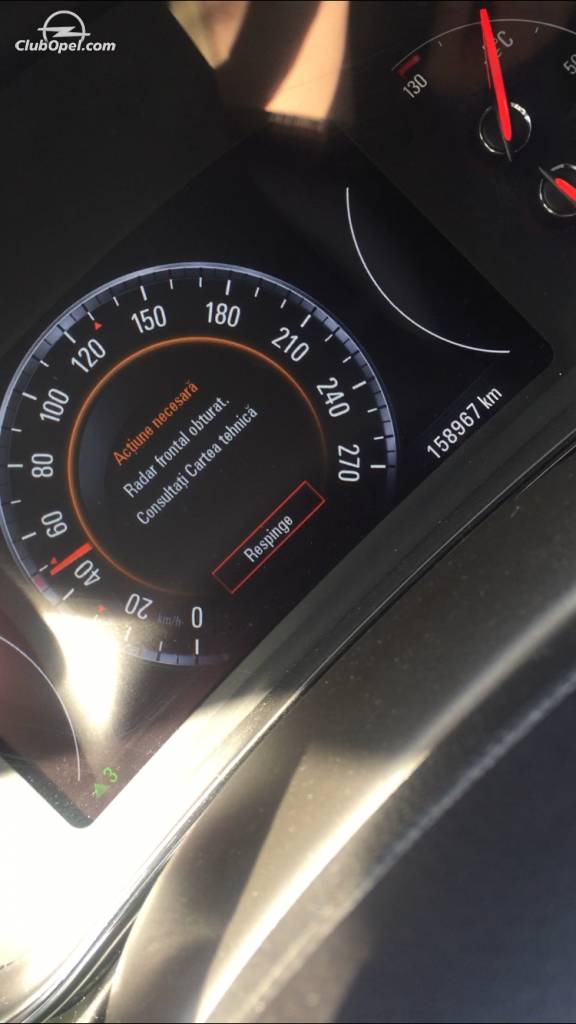 ClubOpel.com
130
°C
50
0
20
40
60
80
100
120
150
180
210
240
270
km/h
Acțiune necesară
Radar frontal obturat.
Consultați Cartea tehnică
Respinge
158967 km
3